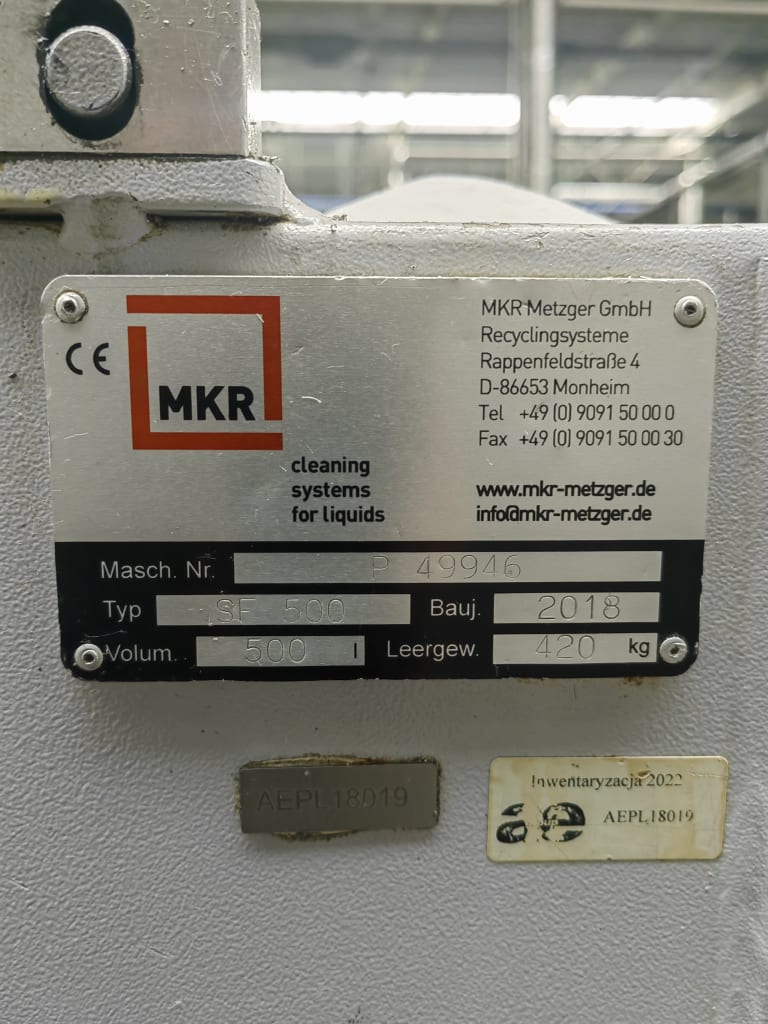 CE
MKR
cleaning
systems
for liquids
MKR Metzger GmbH
Recyclingsysteme
Rappenfeldstraße 4
D-86653 Monheim
Tel +49 (0) 9091 50 00 0
Fax +49 (0) 9091 50 00 30
www.mkr-metzger.de
info@mkr-metzger.de
Masch. Nr. P 49946
Typ SF 500 Bauj. 2018
Volum. 500 l Leergew. 420 kg
AEPL18019
Inwentaryzacja 2022
ae AEPL18019